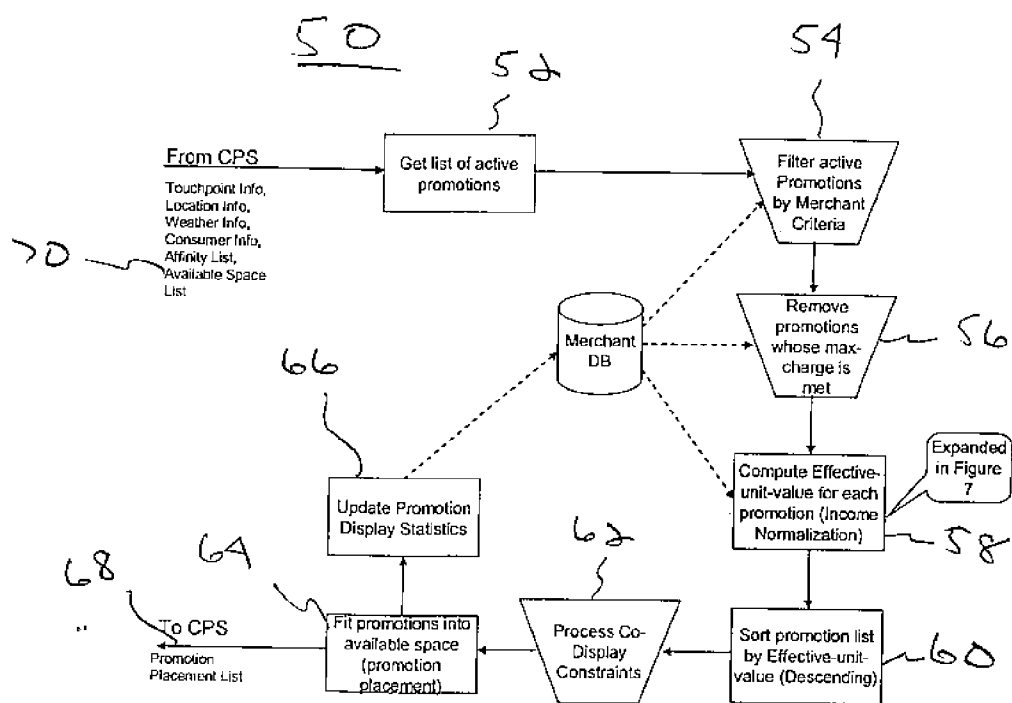 50
52
54
From CPS
Touchpoint Info,
Location Info,
Weather Info,
Consumer Info,
Affinity List,
Available Space
List
70
Get list of active
promotions
Filter active
Promotions
by Merchant
Criteria
Merchant
DB
Remove
promotions
whose max-
charge is
met
56
66
Expanded
in Figure
7
Compute Effective-
unit-value for each
promotion (Income
Normalization)
58
Update Promotion
Display Statistics
64
62
68
To CPS
Promotion
Placement List
Fit promotions into
available space
(promotion
placement)
Process Co-
Display
Constraints
Sort promotion list
by Effective-unit-
value (Descending)
60